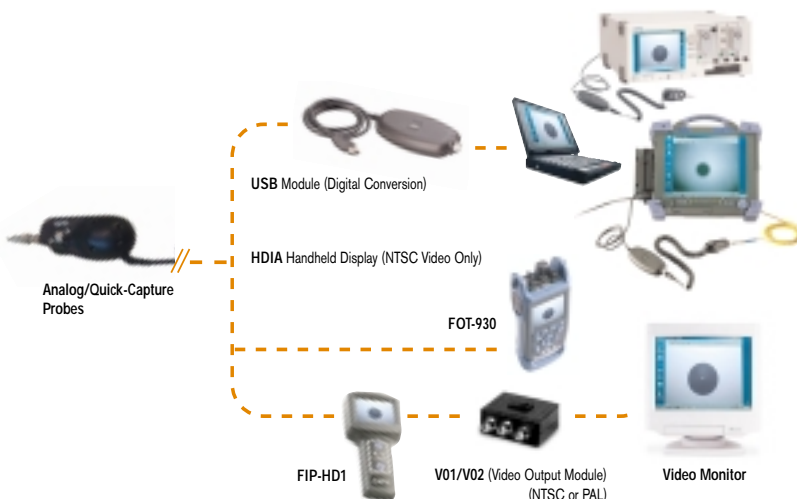 USB Module (Digital Conversion)
HDIA Handheld Display (NTSC Video Only)
Analog/Quick-Capture
Probes
FOT-930
FIP-HD1
V01/V02 (Video Output Module)
(NTSC or PAL)
Video Monitor